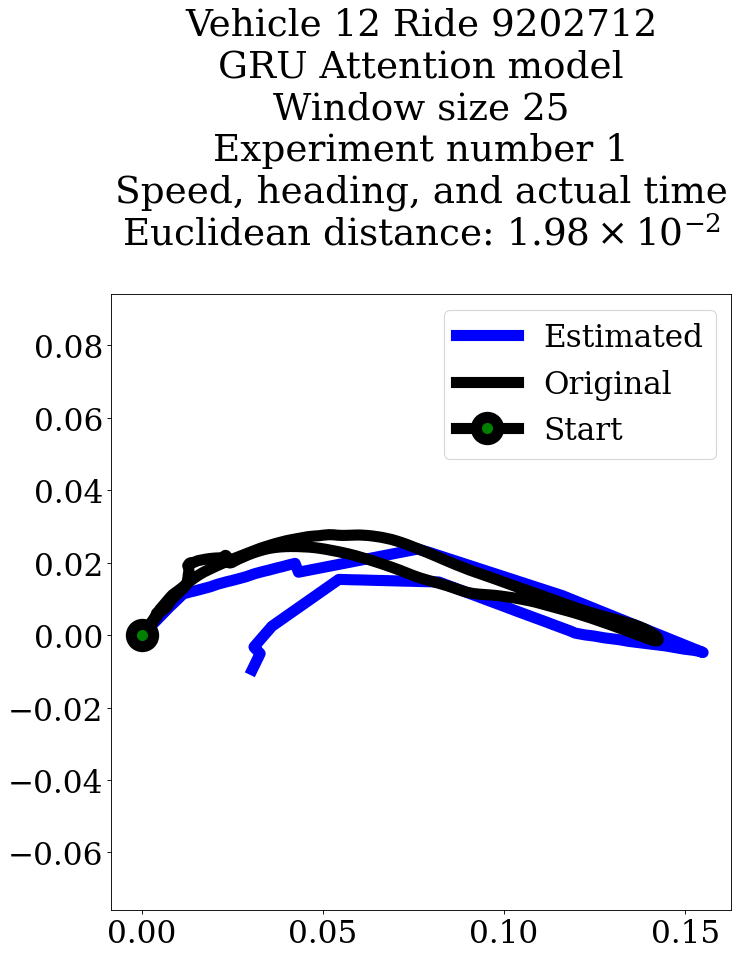 Vehicle 12 Ride 9202712
GRU Attention model
Window size 25
Experiment number 1
Speed, heading, and actual time
Euclidean distance: 1.98 × 10⁻²
Estimated
Original
Start
0.08
0.06
0.04
0.02
0.00
−0.02
−0.04
−0.06
0.00 0.05 0.10 0.15